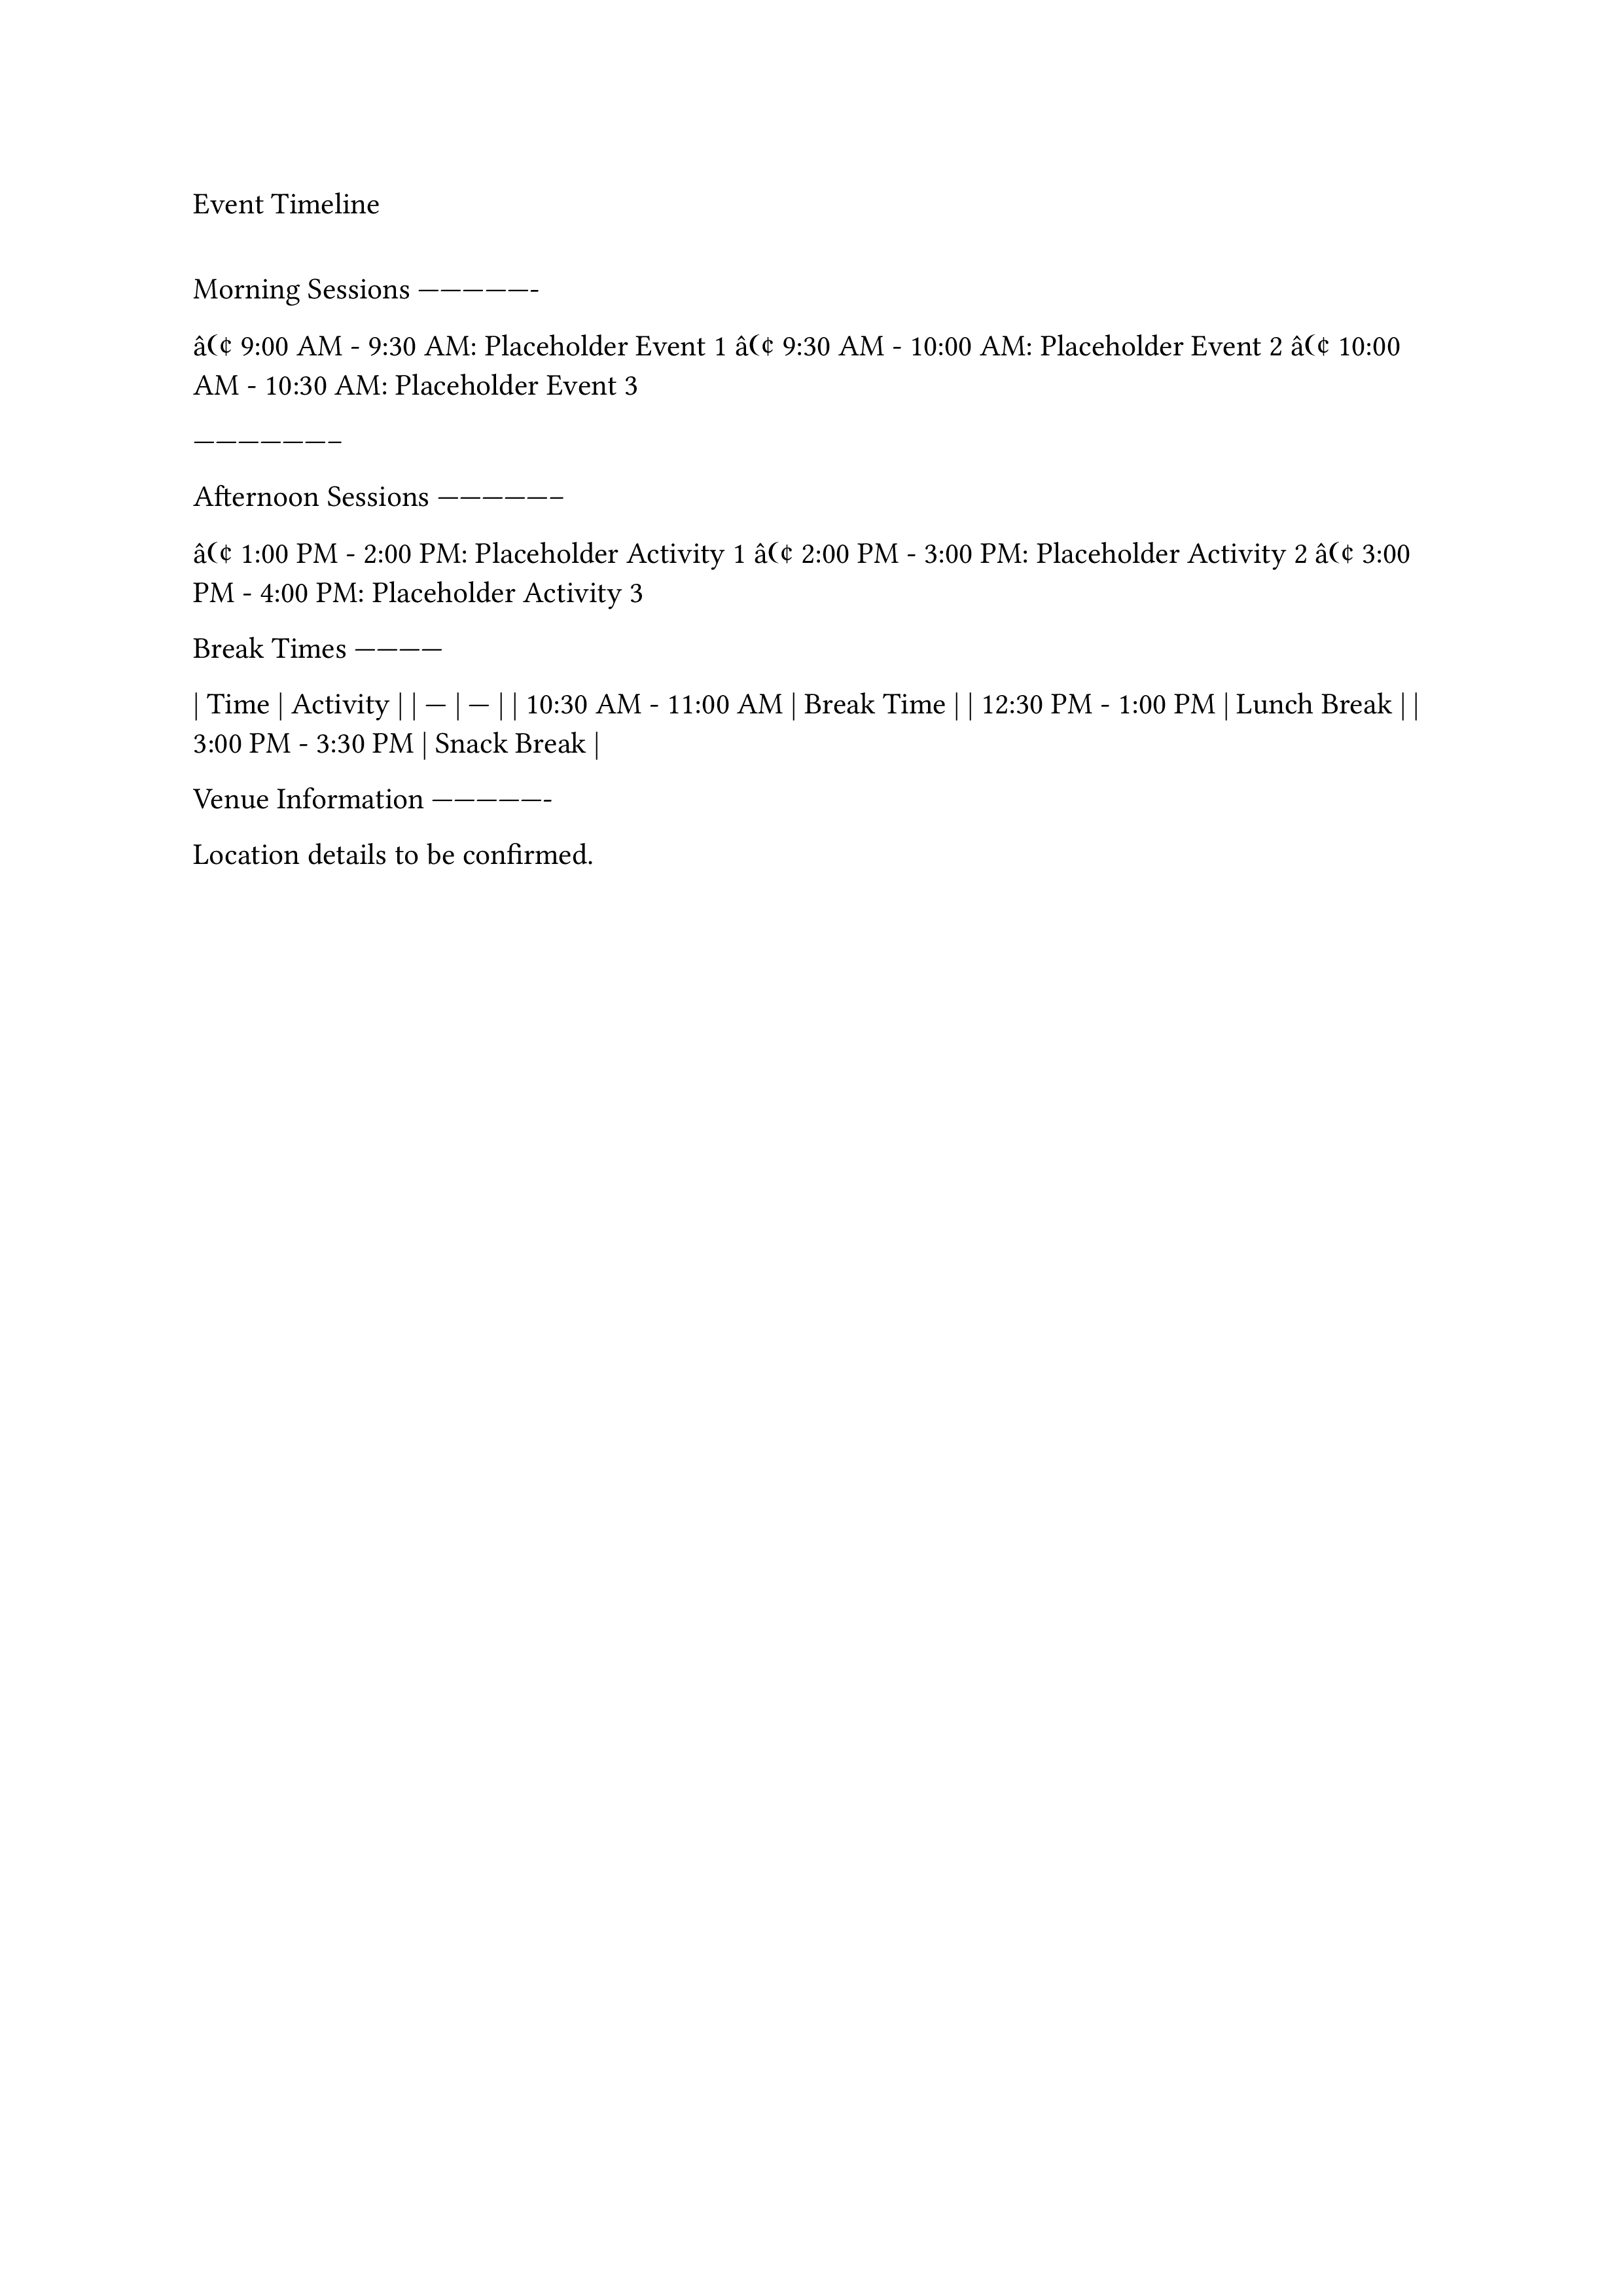 Event Timeline
Morning Sessions —————-
â(¢ 9:00 AM - 9:30 AM: Placeholder Event 1 â(¢ 9:30 AM - 10:00 AM: Placeholder Event 2 â(¢ 10:00
AM - 10:30 AM: Placeholder Event 3
——————–
Afternoon Sessions —————–
â(¢ 1:00 PM - 2:00 PM: Placeholder Activity 1 â(¢ 2:00 PM - 3:00 PM: Placeholder Activity 2 â(¢ 3:00
PM - 4:00 PM: Placeholder Activity 3
Break Times ————
| Time | Activity | | — | — | | 10:30 AM - 11:00 AM | Break Time | | 12:30 PM - 1:00 PM | Lunch Break | |
3:00 PM - 3:30 PM | Snack Break |
Venue Information —————-
Location details to be confirmed.